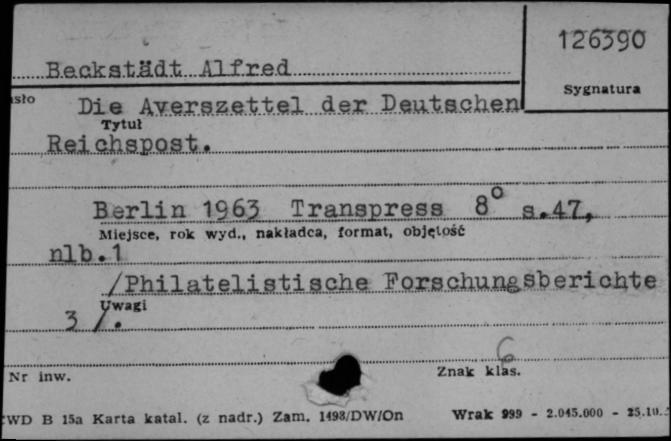 126390
Beckstädt Alfred
Sygnatura
sło
Die Averszettel der Deutschen
Tytuł
Reichspost.
Berlin 1963 Transpress 8° s.47,
Miejsce, rok wyd., nakładca, format, objętość
nlb.1
/Philatelistische Forschungsberichte
Uwagi
3 /.
6
Nr inw.
Znak klas.
WD B 15a Karta katal. (z nadr.) Zam. 1498/DW/On Wrak 999 - 2.045.000 - 25.10.